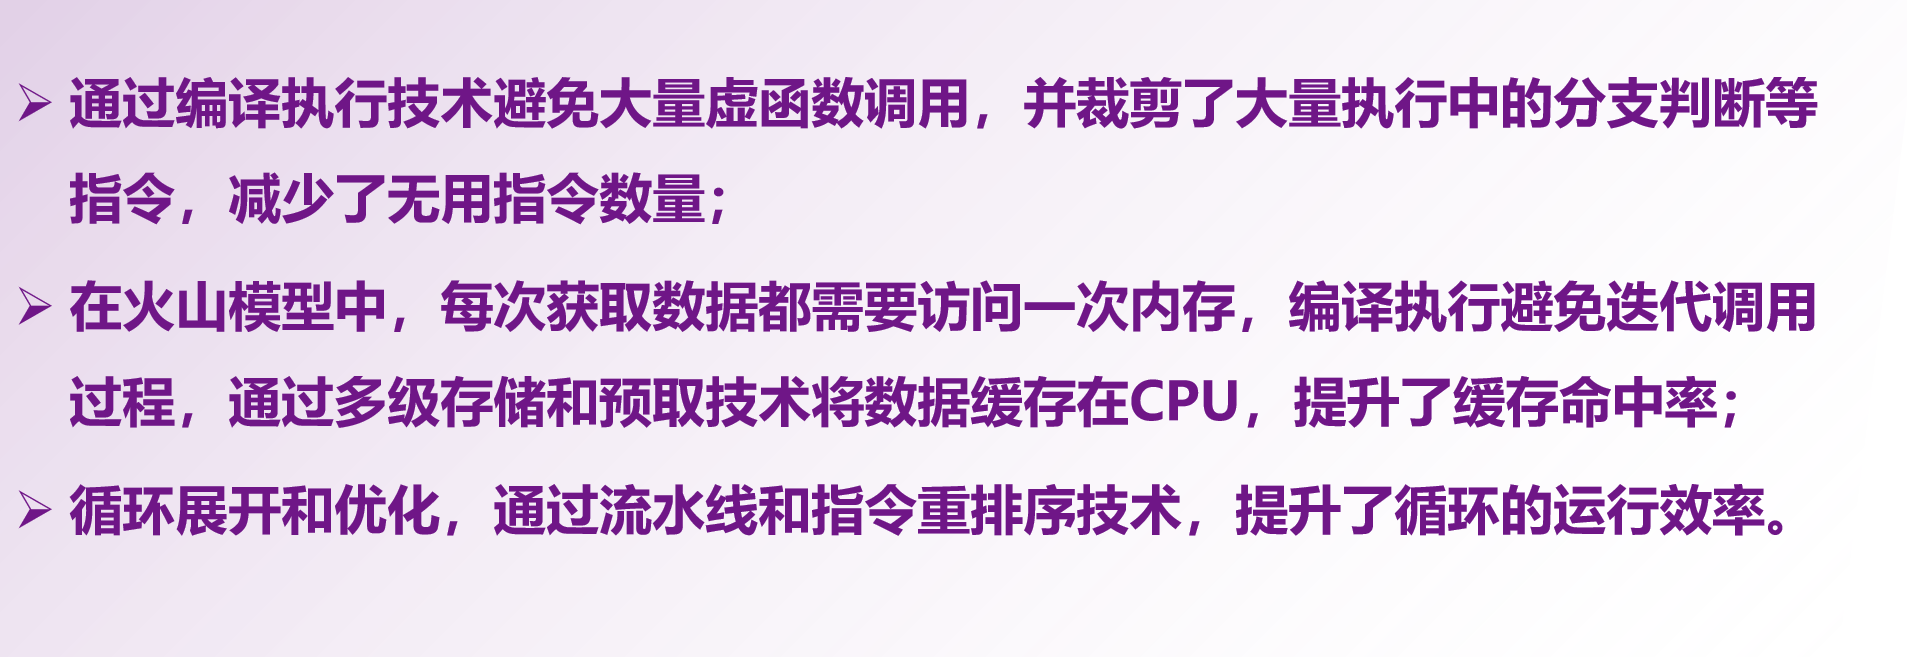 ➢ 通过编译执行技术避免大量虚函数调用，并裁剪了大量执行中的分支判断等
指令，减少了无用指令数量；
➢ 在火山模型中，每次获取数据都需要访问一次内存，编译执行避免迭代调用
过程，通过多级存储和预取技术将数据缓存在CPU，提升了缓存命中率；
➢ 循环展开和优化，通过流水线和指令重排序技术，提升了循环的运行效率。